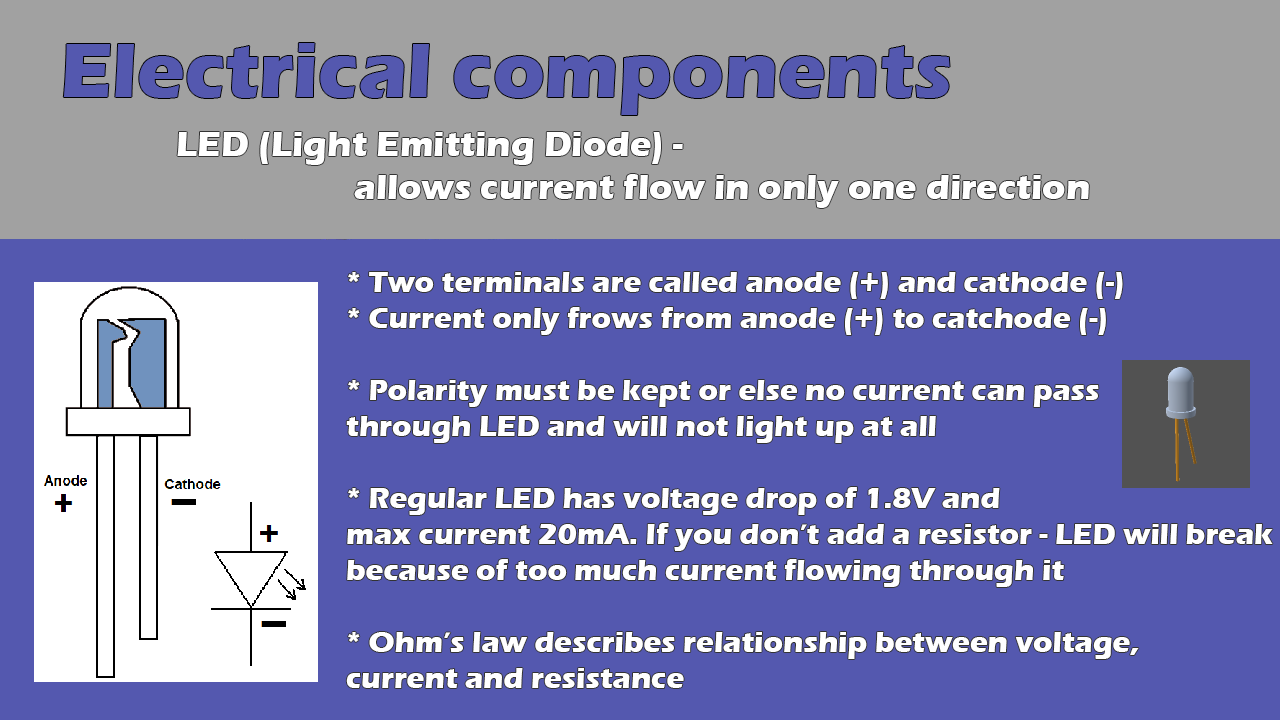 Electrical components
LED (Light Emitting Diode) -
allows current flow in only one direction
* Two terminals are called anode (+) and cathode (-)
* Current only frows from anode (+) to catchode (-)
* Polarity must be kept or else no current can pass
through LED and will not light up at all
* Regular LED has voltage drop of 1.8V and
max current 20mA. If you don't add a resistor - LED will break
because of too much current flowing through it
* Ohm's law describes relationship between voltage,
current and resistance
Anode
+
Cathode
-
+
-